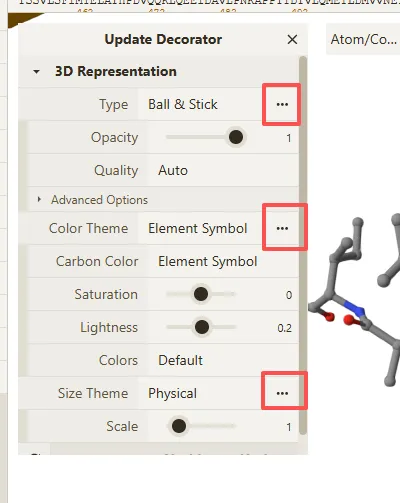 Update Decorator
Atom/Co...
3D Representation
Type Ball & Stick ...
Opacity 1
Quality Auto
Advanced Options
Color Theme Element Symbol ...
Carbon Color Element Symbol
Saturation 0
Lightness 0.2
Colors Default
Size Theme Physical ...
Scale 1